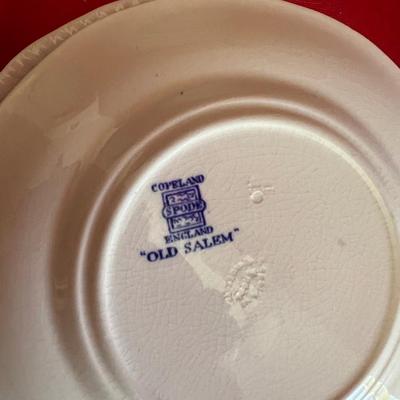 COPELAND
SPODE
ENGLAND
"OLD SALEM"